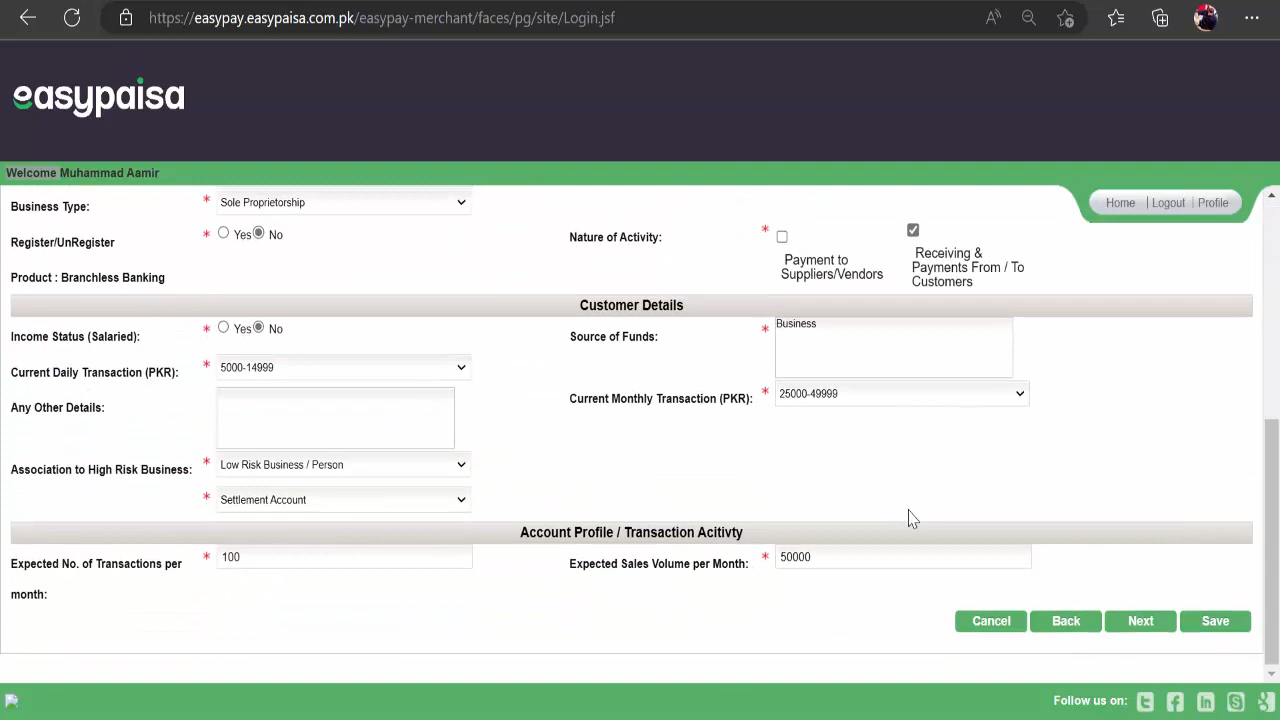 https://easypay.easypaisa.com.pk/easypay-merchant/faces/pg/site/Login.jsf
easypaisa
Welcome Muhammad Aamir
Home | Logout | Profile
Business Type: * Sole Proprietorship
Register/UnRegister * Yes No
Nature of Activity: *
Payment to
Suppliers/Vendors
Receiving &
Payments From / To
Customers
Product : Branchless Banking
Customer Details
Income Status (Salaried): * Yes No
Source of Funds: * Business
Current Daily Transaction (PKR): * 5000-14999
Current Monthly Transaction (PKR): * 25000-49999
Any Other Details:
Association to High Risk Business: * Low Risk Business / Person
* Settlement Account
Account Profile / Transaction Acitivty
Expected No. of Transactions per
month:
* 100
Expected Sales Volume per Month: * 50000
Cancel Back Next Save
Follow us on: